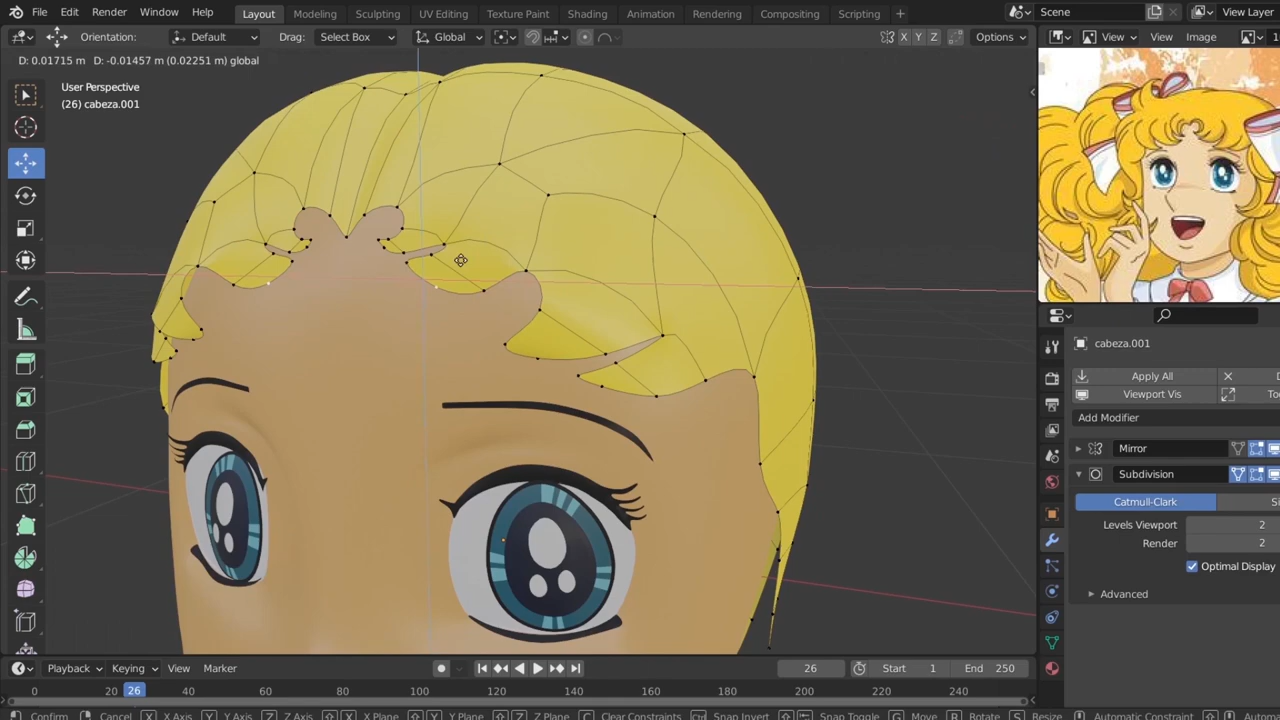 File Edit Render Window Help Layout Modeling Sculpting UV Editing Texture Paint Shading Animation Rendering Compositing Scripting + Scene View Layer
Orientation: Default Drag: Select Box Global X Y Z Options View View Image
D: 0.01715 m D: -0.01457 m (0.02251 m) global
User Perspective
(26) cabeza.001
cabeza.001
Apply All
Viewport Vis
Add Modifier
Mirror
Subdivision
Catmull-Clark
Levels Viewport 2
Render 2
Optimal Display
Advanced
Playback Keying View Marker 26 Start 1 End 250
0 20 26 40 60 80 100 120 140 160 180 200 220 240
Confirm Cancel X X Axis Y Y Axis Z Z Axis X X Plane Y Y Plane Z Z Plane C Clear Constraints Snap Invert Snap Toggle G Move R Rotate S Resize Automatic Constraint